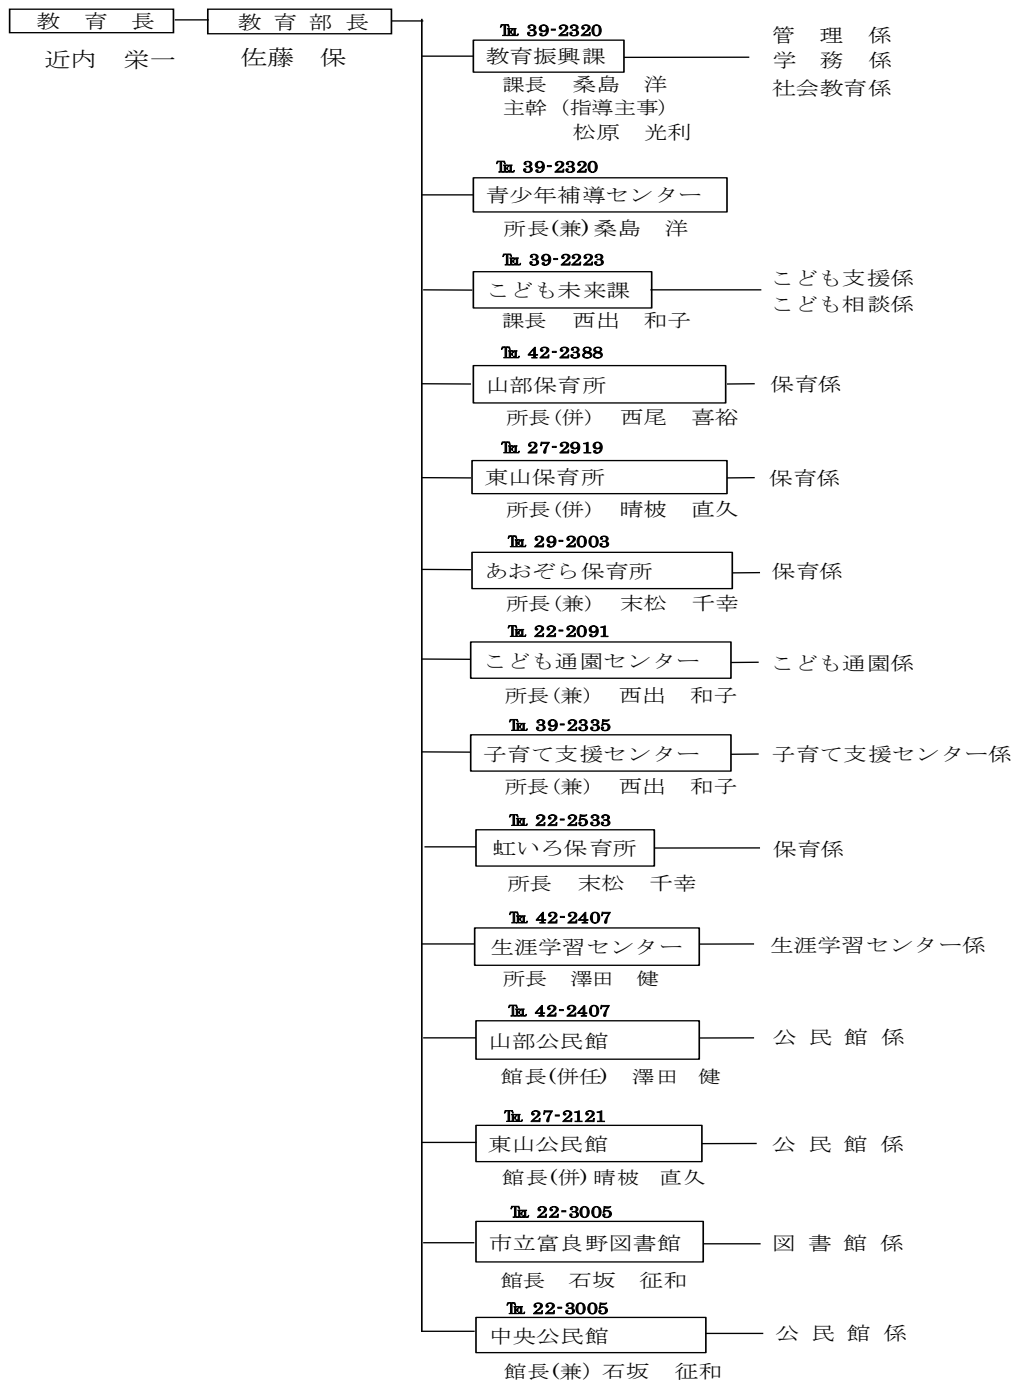 教育長
教育部長
近内 栄一
佐藤 保
℡ 39-2320
教育振興課
課長 桑島 洋
主幹 (指導主事)
松原 光利
管理係
学務係
社会教育係
℡ 39-2320
青少年補導センター
所長(兼)桑島 洋
℡ 39-2223
こども未来課
課長 西出 和子
こども支援係
こども相談係
℡ 42-2388
山部保育所
所長(併) 西尾 喜裕
保育係
℡ 27-2919
東山保育所
所長(併) 晴柀 直久
保育係
℡ 29-2003
あおぞら保育所
所長(兼) 末松 千幸
保育係
℡ 22-2091
こども通園センター
所長(兼) 西出 和子
こども通園係
℡ 39-2335
子育て支援センター
所長(兼) 西出 和子
子育て支援センター係
℡ 22-2533
虹いろ保育所
所長 末松 千幸
保育係
℡ 42-2407
生涯学習センター
所長 澤田 健
生涯学習センター係
℡ 42-2407
山部公民館
館長(併任) 澤田 健
公民館係
℡ 27-2121
東山公民館
館長(併)晴柀 直久
公民館係
℡ 22-3005
市立富良野図書館
館長 石坂 征和
図書館係
℡ 22-3005
中央公民館
館長(兼) 石坂 征和
公民館係